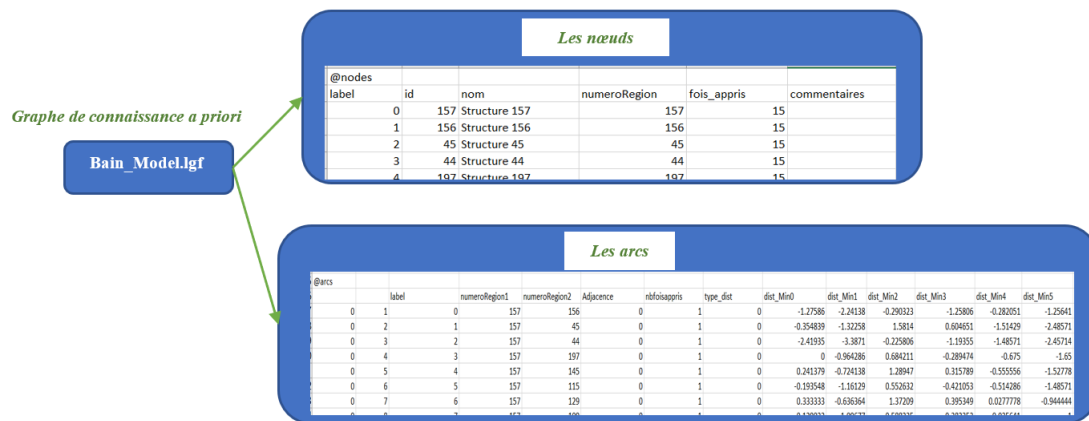 Les nœuds
@nodes
label id nom numeroRegion fois_appris commentaires
0 157 Structure 157 157 15
1 156 Structure 156 156 15
2 45 Structure 45 45 15
3 44 Structure 44 44 15
4 197 Structure 197 197 15
Graphe de connaissance a priori
Bain_Model.lgf
Les arcs
@arcs
label numeroRegion1 numeroRegion2 Adjacence nbfoisappris type_dist dist_Min0 dist_Min1 dist_Min2 dist_Min3 dist_Min4 dist_Min5
0 1 0 157 156 0 1 0 -1.27586 -2.24138 -0.290323 -1.25806 -0.282051 -1.25641
0 2 1 157 45 0 1 0 -0.354839 -1.32258 1.5814 0.604651 -1.51429 -2.48571
0 3 2 157 44 0 1 0 -2.41935 -3.3871 -0.225806 -1.19355 -1.48571 -2.45714
0 4 3 157 197 0 1 0 0 -0.964286 0.684211 -0.289474 -0.675 -1.65
0 5 4 157 145 0 1 0 0.241379 -0.724138 1.28947 0.315789 -0.555556 -1.52778
0 6 5 157 115 0 1 0 -0.193548 -1.16129 0.552632 -0.421053 -0.514286 -1.48571
0 7 6 157 129 0 1 0 0.333333 -0.636364 1.37209 0.395349 0.0277778 -0.944444